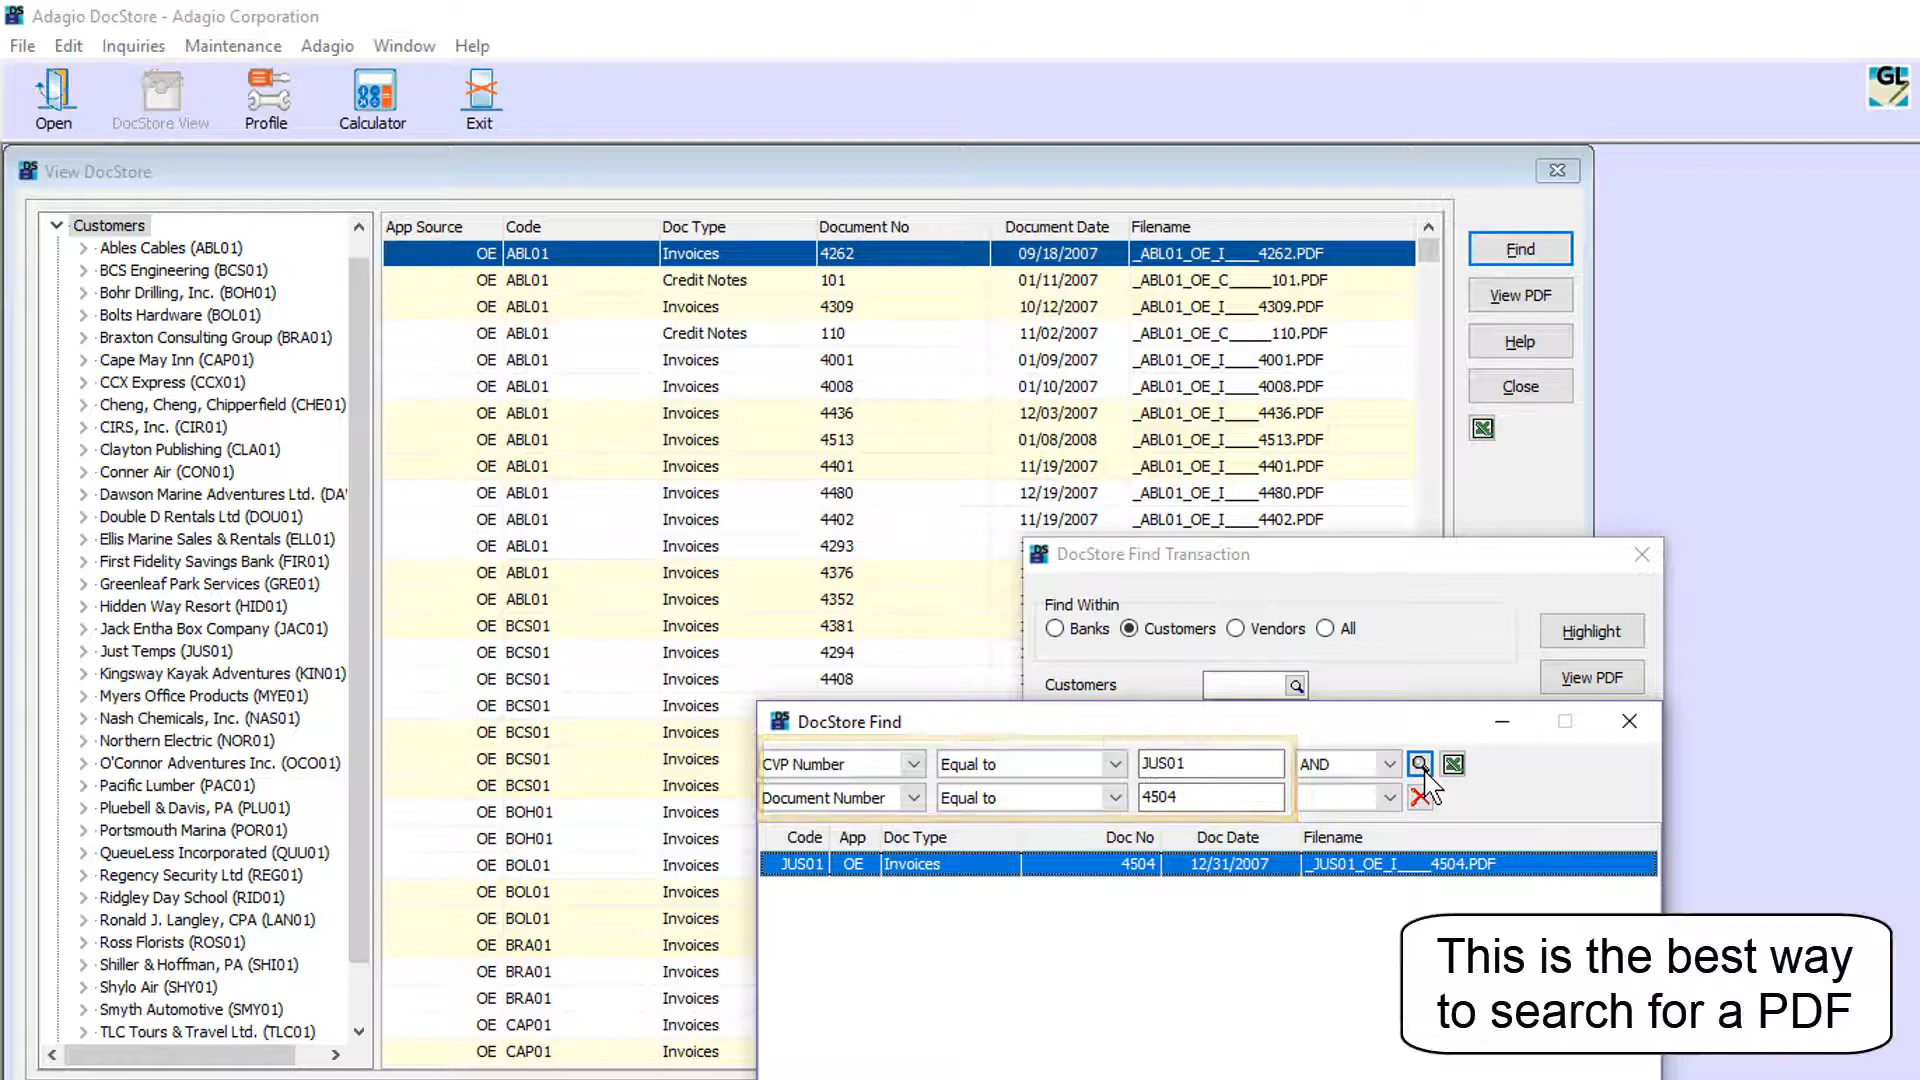 Adagio DocStore - Adagio Corporation
File Edit Inquiries Maintenance Adagio Window Help
Open DocStore View Profile Calculator Exit
GL
View DocStore
Customers
Ables Cables (ABL01)
BCS Engineering (BCS01)
Bohr Drilling, Inc. (BOH01)
Bolts Hardware (BOL01)
Braxton Consulting Group (BRA01)
Cape May Inn (CAP01)
CCX Express (CCX01)
Cheng, Cheng, Chipperfield (CHE01)
CIRS, Inc. (CIR01)
Clayton Publishing (CLA01)
Conner Air (CON01)
Dawson Marine Adventures Ltd. (DAW
Double D Rentals Ltd (DOU01)
Ellis Marine Sales & Rentals (ELL01)
First Fidelity Savings Bank (FIR01)
Greenleaf Park Services (GRE01)
Hidden Way Resort (HID01)
Jack Entha Box Company (JAC01)
Just Temps (JUS01)
Kingsway Kayak Adventures (KIN01)
Myers Office Products (MYE01)
Nash Chemicals, Inc. (NAS01)
Northern Electric (NOR01)
O'Connor Adventures Inc. (OCO01)
Pacific Lumber (PAC01)
Pluebell & Davis, PA (PLU01)
Portsmouth Marina (POR01)
QueueLess Incorporated (QUU01)
Regency Security Ltd (REG01)
Ridgley Day School (RID01)
Ronald J. Langley, CPA (LAN01)
Ross Florists (ROS01)
Shiller & Hoffman, PA (SHI01)
Shylo Air (SHY01)
Smyth Automotive (SMY01)
TLC Tours & Travel Ltd. (TLC01)
App Source Code Doc Type Document No Document Date Filename
OE ABL01 Invoices 4262 09/18/2007 _ABL01_OE_I____4262.PDF
OE ABL01 Credit Notes 101 01/11/2007 _ABL01_OE_C_____101.PDF
OE ABL01 Invoices 4309 10/12/2007 _ABL01_OE_I____4309.PDF
OE ABL01 Credit Notes 110 11/02/2007 _ABL01_OE_C_____110.PDF
OE ABL01 Invoices 4001 01/09/2007 _ABL01_OE_I____4001.PDF
OE ABL01 Invoices 4008 01/10/2007 _ABL01_OE_I____4008.PDF
OE ABL01 Invoices 4436 12/03/2007 _ABL01_OE_I____4436.PDF
OE ABL01 Invoices 4513 01/08/2008 _ABL01_OE_I____4513.PDF
OE ABL01 Invoices 4401 11/19/2007 _ABL01_OE_I____4401.PDF
OE ABL01 Invoices 4480 12/19/2007 _ABL01_OE_I____4480.PDF
OE ABL01 Invoices 4402 11/19/2007 _ABL01_OE_I____4402.PDF
OE ABL01 Invoices 4293
OE ABL01 Invoices 4376
OE ABL01 Invoices 4352
OE BCS01 Invoices 4381
OE BCS01 Invoices 4294
OE BCS01 Invoices 4408
OE BCS01 Invoices
OE BCS01 Invoices
OE BCS01 Invoices
OE BCS01 Invoices
OE BOH01 Invoices
OE BOH01 Invoices
OE BOL01 Invoices
OE BOL01 Invoices
OE BOL01 Invoices
OE BRA01 Invoices
OE BRA01 Invoices
OE BRA01 Invoices
OE CAP01 Invoices
OE CAP01 Invoices
Find
View PDF
Help
Close
DocStore Find Transaction
Find Within
Banks Customers Vendors All
Highlight
Customers
View PDF
DocStore Find
CVP Number Equal to JUS01 AND
Document Number Equal to 4504
Code App Doc Type Doc No Doc Date Filename
JUS01 OE Invoices 4504 12/31/2007 _JUS01_OE_I____4504.PDF
This is the best way
to search for a PDF